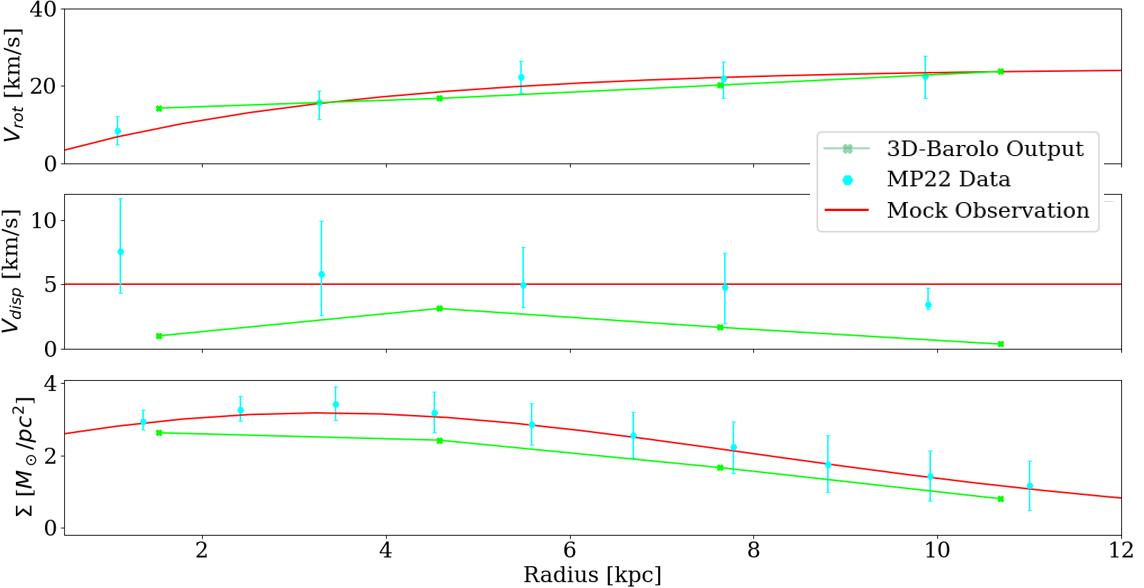 40
20
0
V_rot [km/s]
3D-Barolo Output
MP22 Data
Mock Observation
10
5
0
V_disp [km/s]
4
2
0
Σ [M_⊙/pc²]
2 4 6 8 10 12
Radius [kpc]